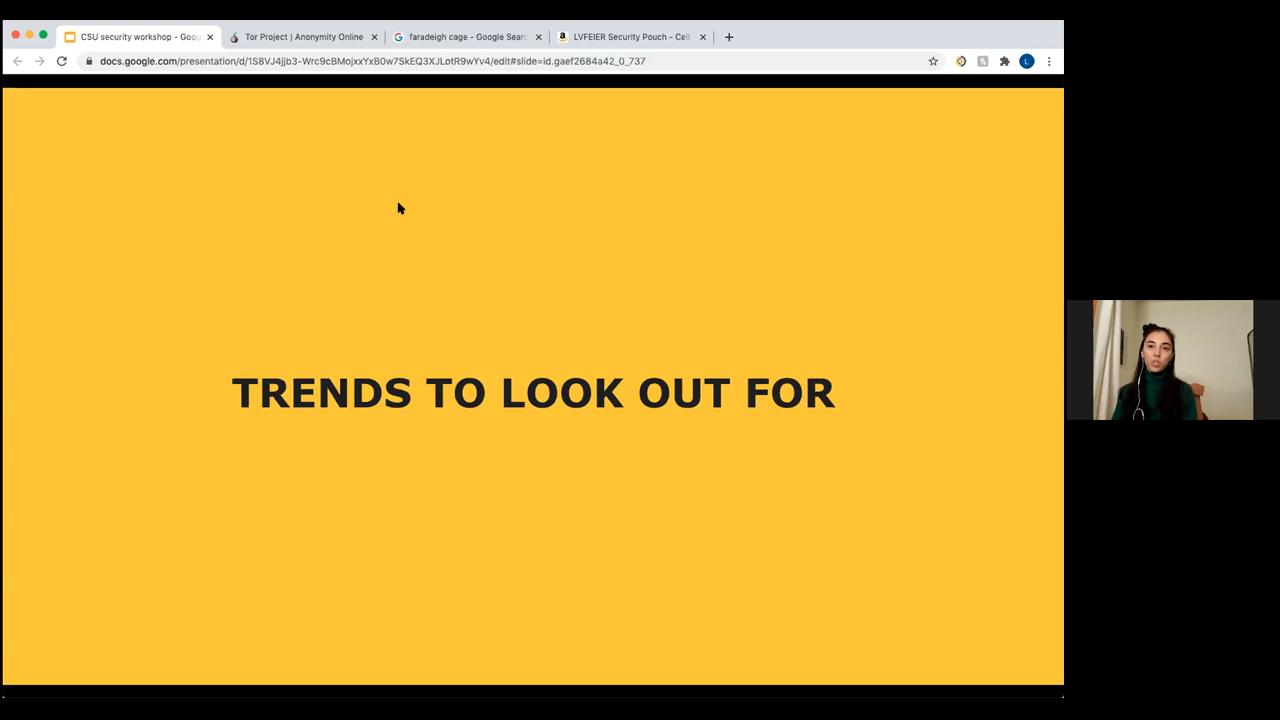 CSU security workshop - Goog
Tor Project | Anonymity Online
faradeigh cage - Google Searc
LVFEIER Security Pouch - Cell
docs.google.com/presentation/d/1S8VJ4jjb3-Wrc9cBMojxxYxB0w7SkEQ3XJLotR9wYv4/edit#slide=id.gaef2684a42_0_737
L
TRENDS TO LOOK OUT FOR